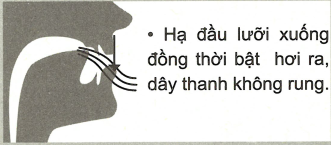 • Hạ đầu lưỡi xuống
đồng thời bật hơi ra,
dây thanh không rung.